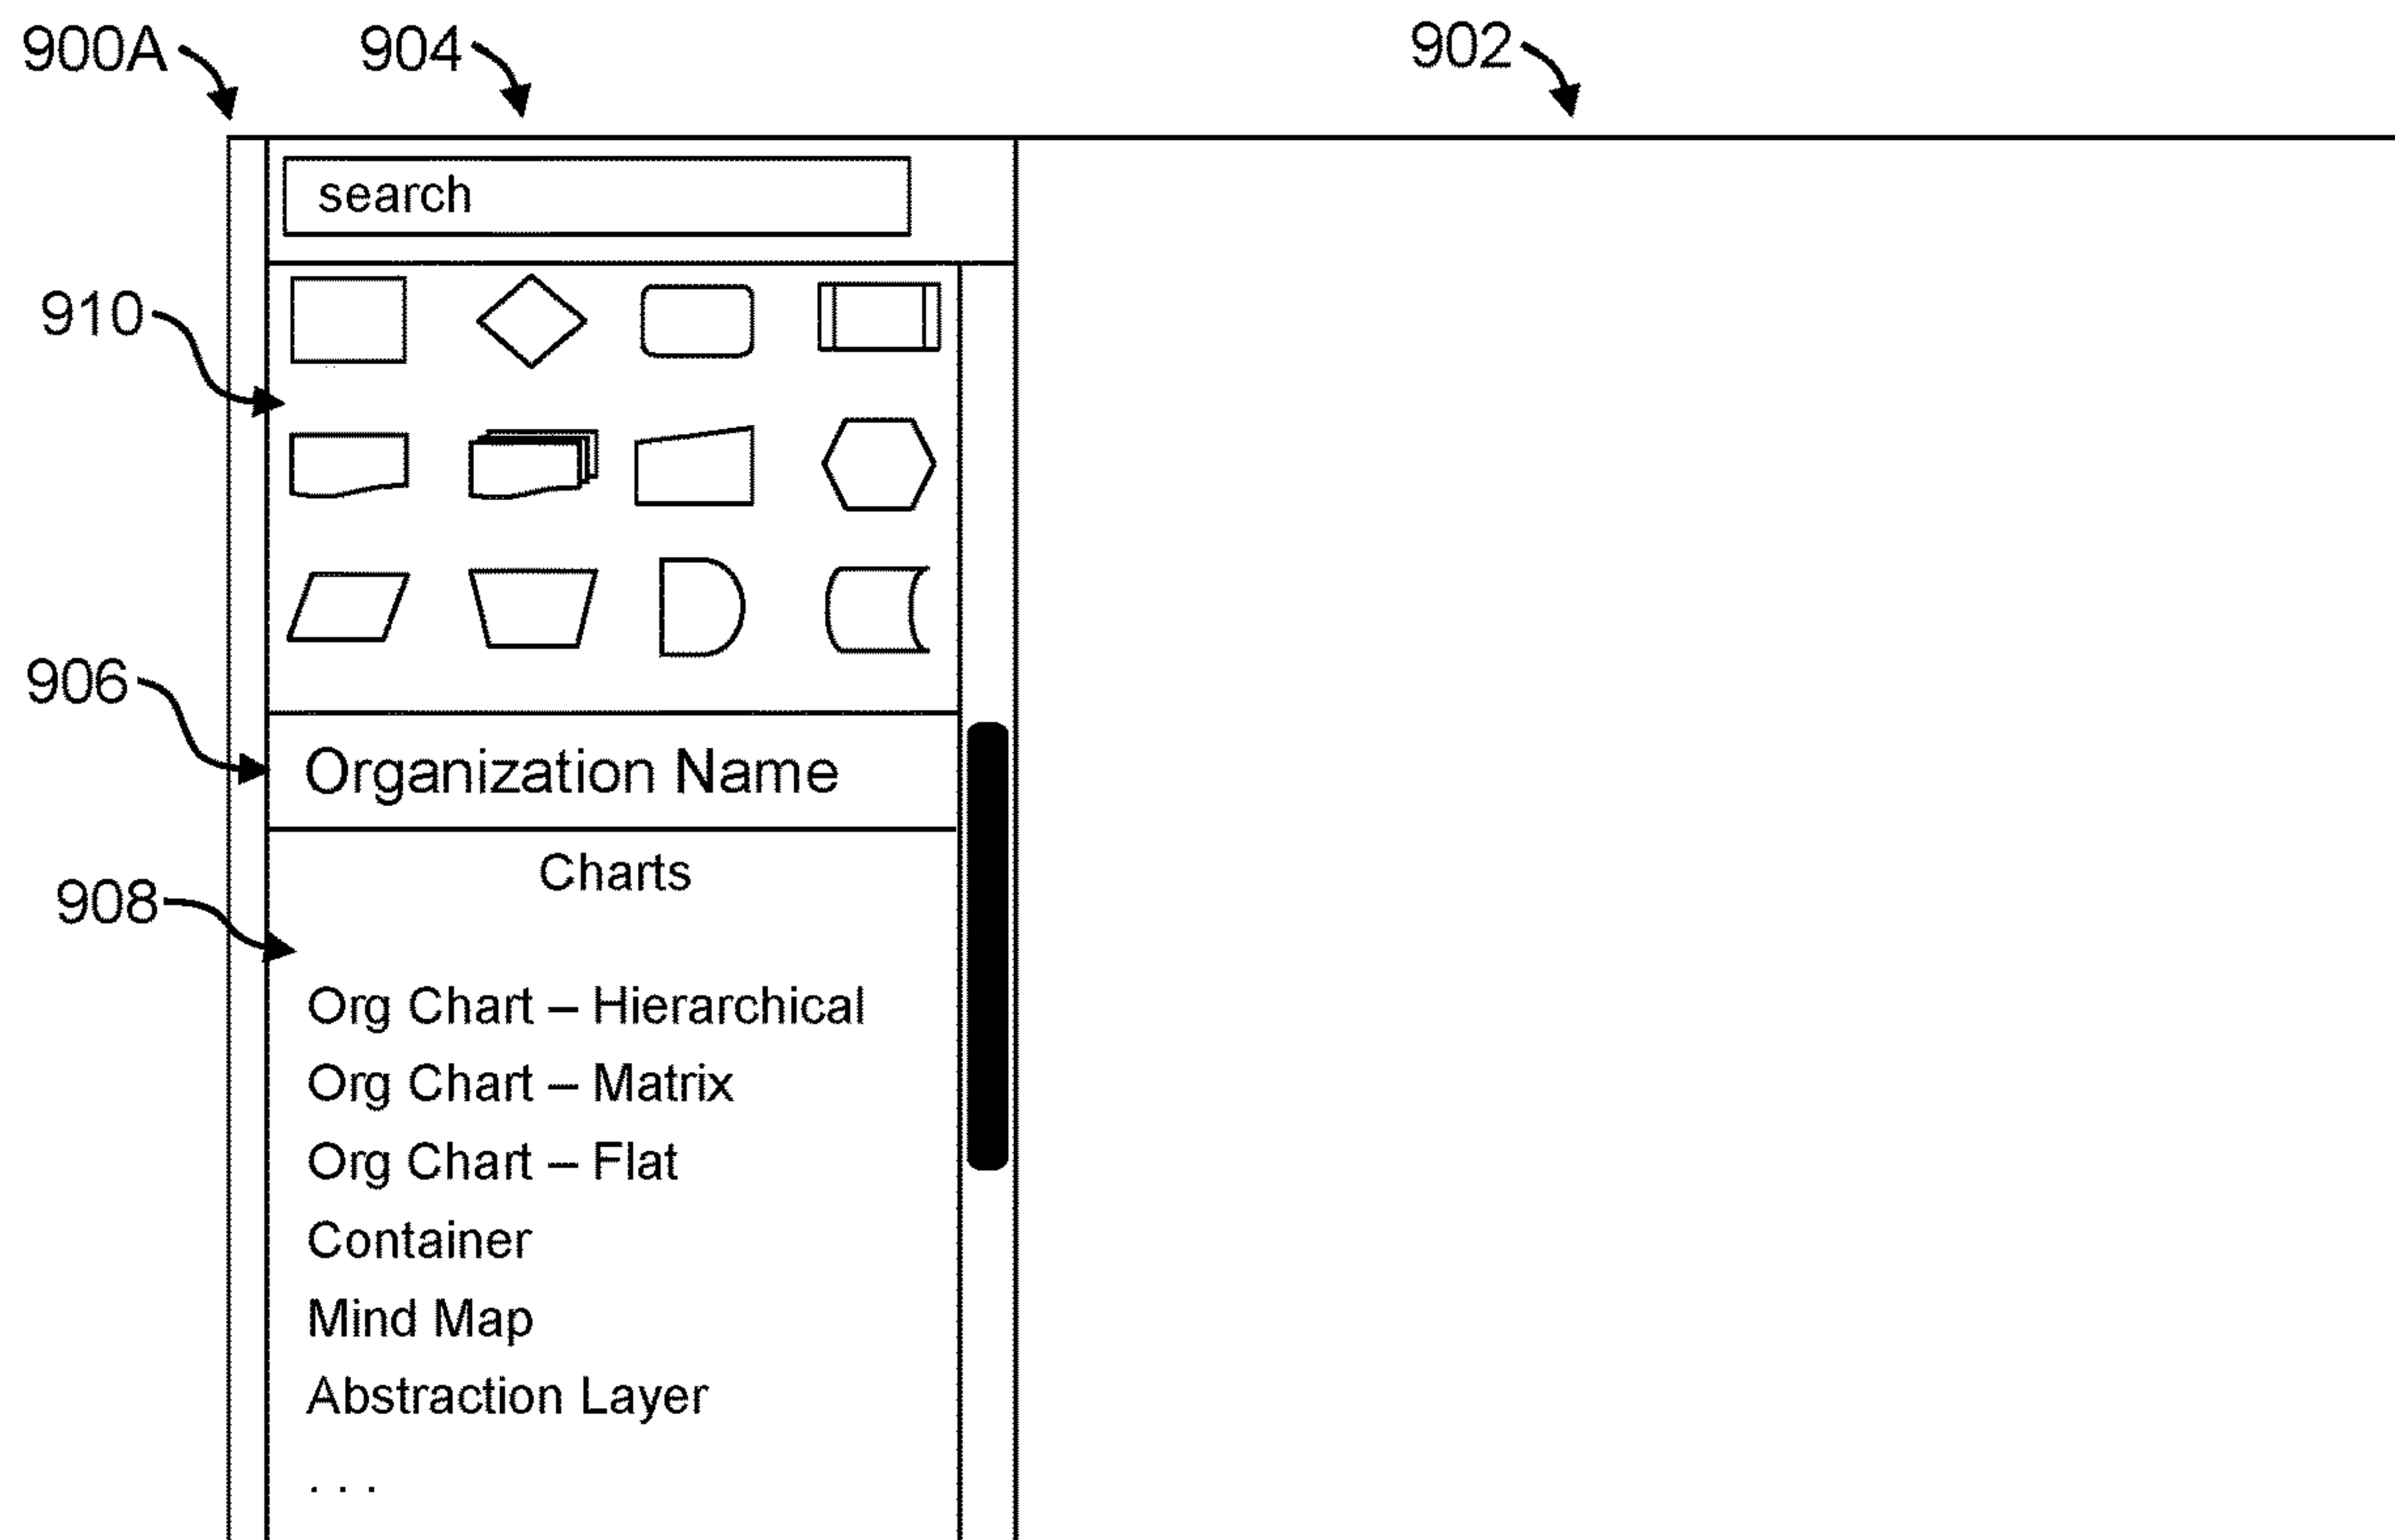 900A 904 902
search
910
906
Organization Name
Charts
908
Org Chart – Hierarchical
Org Chart – Matrix
Org Chart – Flat
Container
Mind Map
Abstraction Layer
. . .